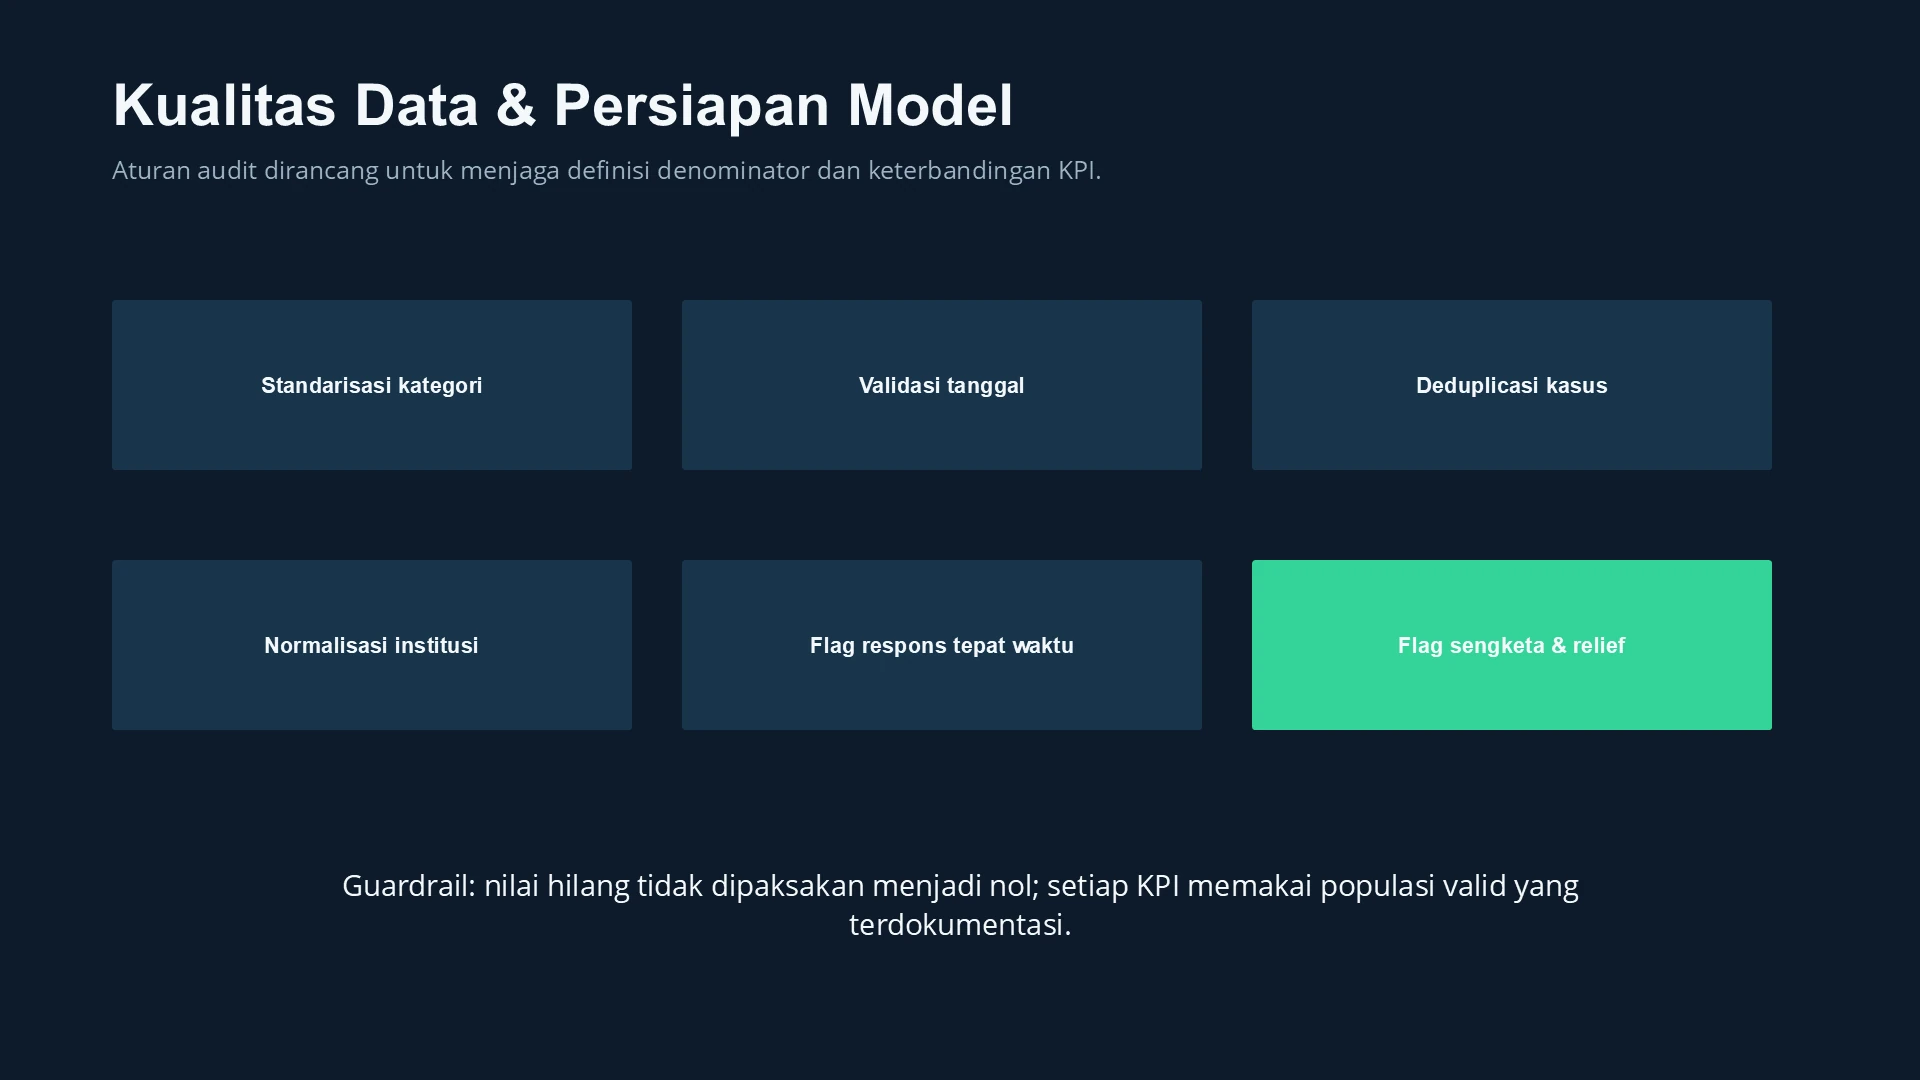 Kualitas Data & Persiapan Model
Aturan audit dirancang untuk menjaga definisi denominator dan keterbandingan KPI.
Standarisasi kategori
Validasi tanggal
Deduplicasi kasus
Normalisasi institusi
Flag respons tepat waktu
Flag sengketa & relief
Guardrail: nilai hilang tidak dipaksakan menjadi nol; setiap KPI memakai populasi valid yang
terdokumentasi.